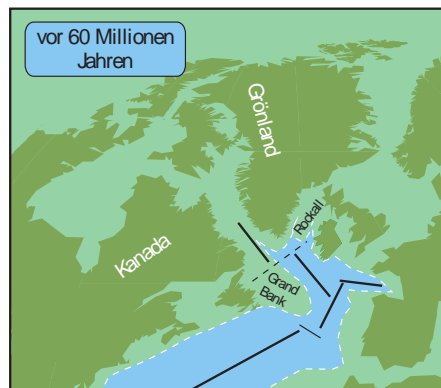 vor 60 Millionen
Jahren
Grönland
Rockall
Kanada
Grand
Bank